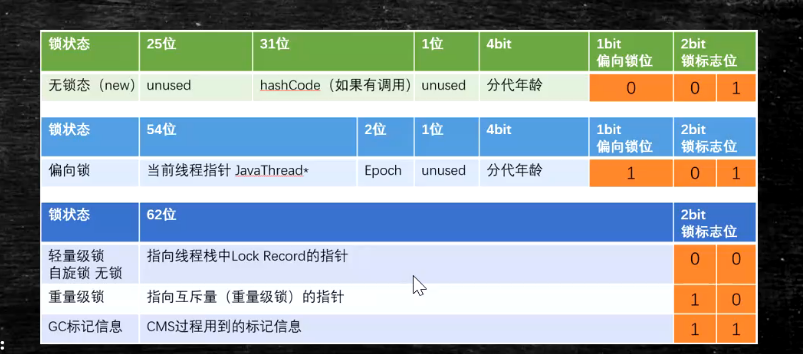 锁状态 25位 31位 1位 4bit 1bit 2bit
偏向锁位 锁标志位
无锁态（new） unused hashCode（如果有调用） unused 分代年龄 0 0 1
锁状态 54位 2位 1位 4bit 1bit 2bit
偏向锁位 锁标志位
偏向锁 当前线程指针 JavaThread* Epoch unused 分代年龄 1 0 1
锁状态 62位 2bit
锁标志位
轻量级锁 指向线程栈中Lock Record的指针 0 0
自旋锁 无锁
重量级锁 指向互斥量（重量级锁）的指针 1 0
GC标记信息 CMS过程用到的标记信息 1 1